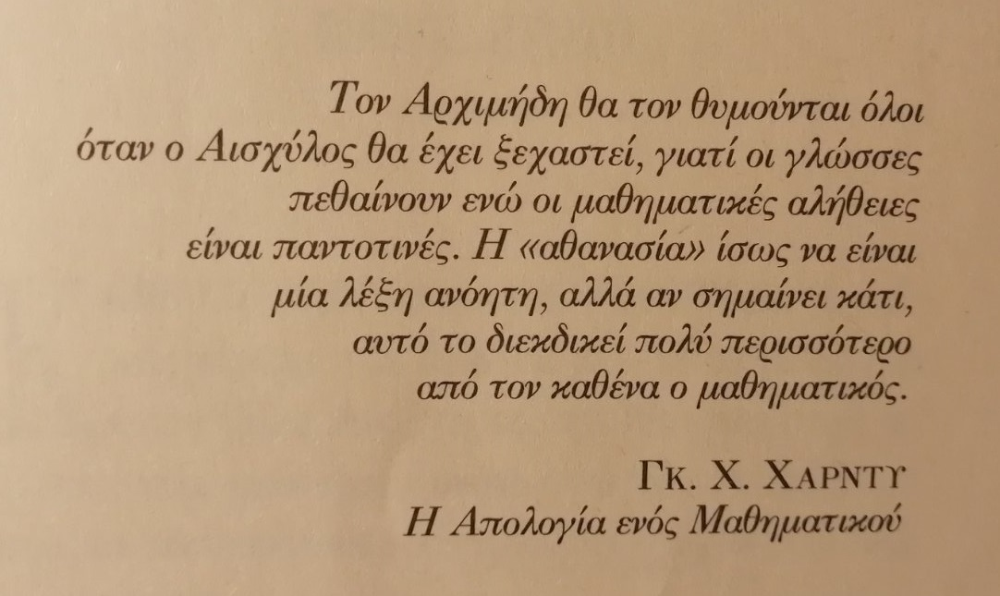 Τον Αρχιμήδη θα τον θυμούνται όλοι
όταν ο Αισχύλος θα έχει ξεχαστεί, γιατί οι γλώσσες
πεθαίνουν ενώ οι μαθηματικές αλήθειες
είναι παντοτινές. Η «αθανασία» ίσως να είναι
μία λέξη ανόητη, αλλά αν σημαίνει κάτι,
αυτό το διεκδικεί πολύ περισσότερο
από τον καθένα ο μαθηματικός.
Γκ. Χ. Χαρντυ
Η Απολογία ενός Μαθηματικού